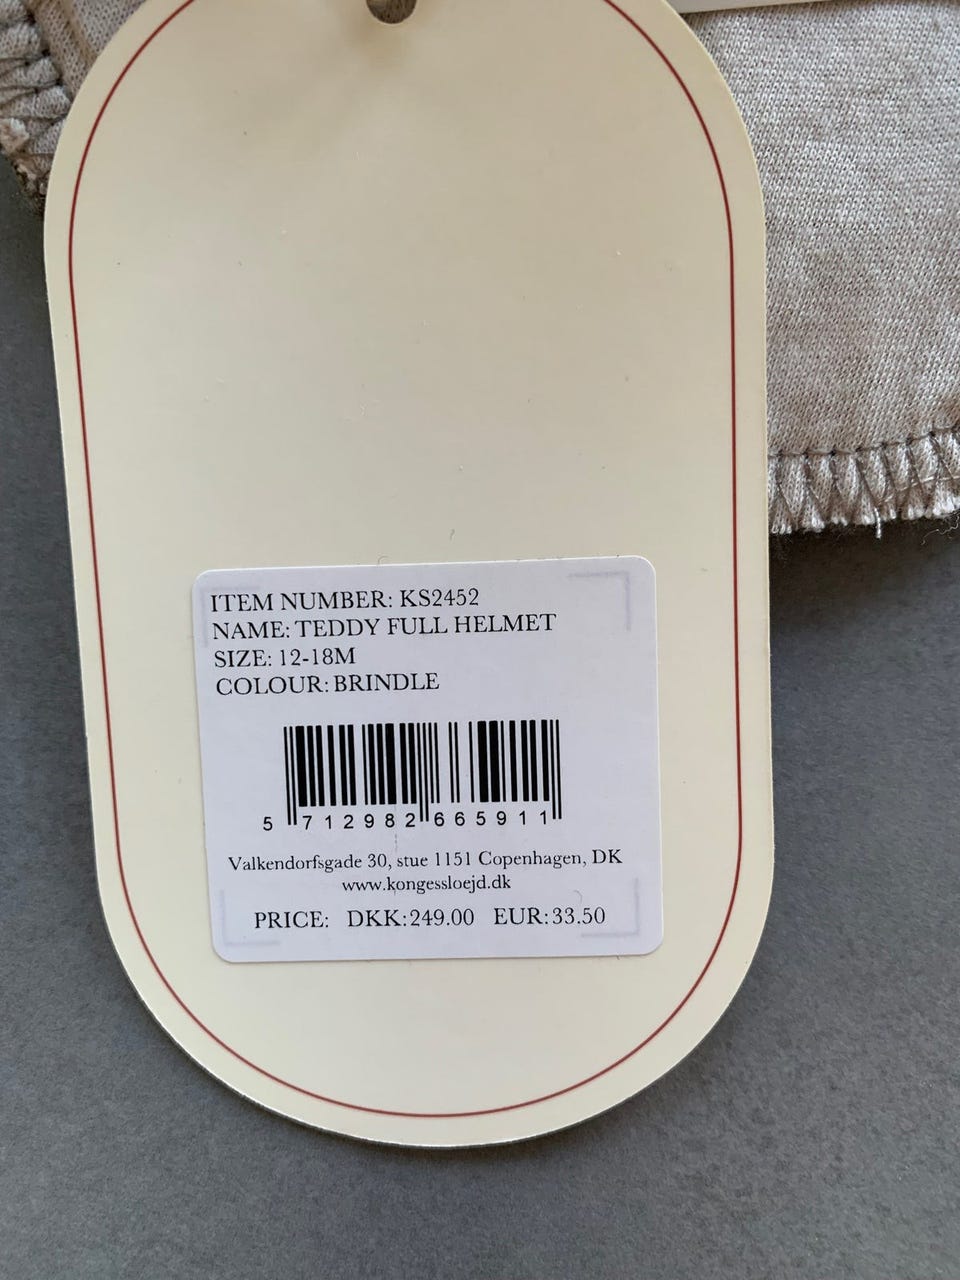 ITEM NUMBER: KS2452
NAME: TEDDY FULL HELMET
SIZE: 12-18M
COLOUR: BRINDLE
5 712982 665911
Valkendorfsgade 30, stue 1151 Copenhagen, DK
www.kongessloejd.dk
PRICE: DKK:249.00 EUR:33.50